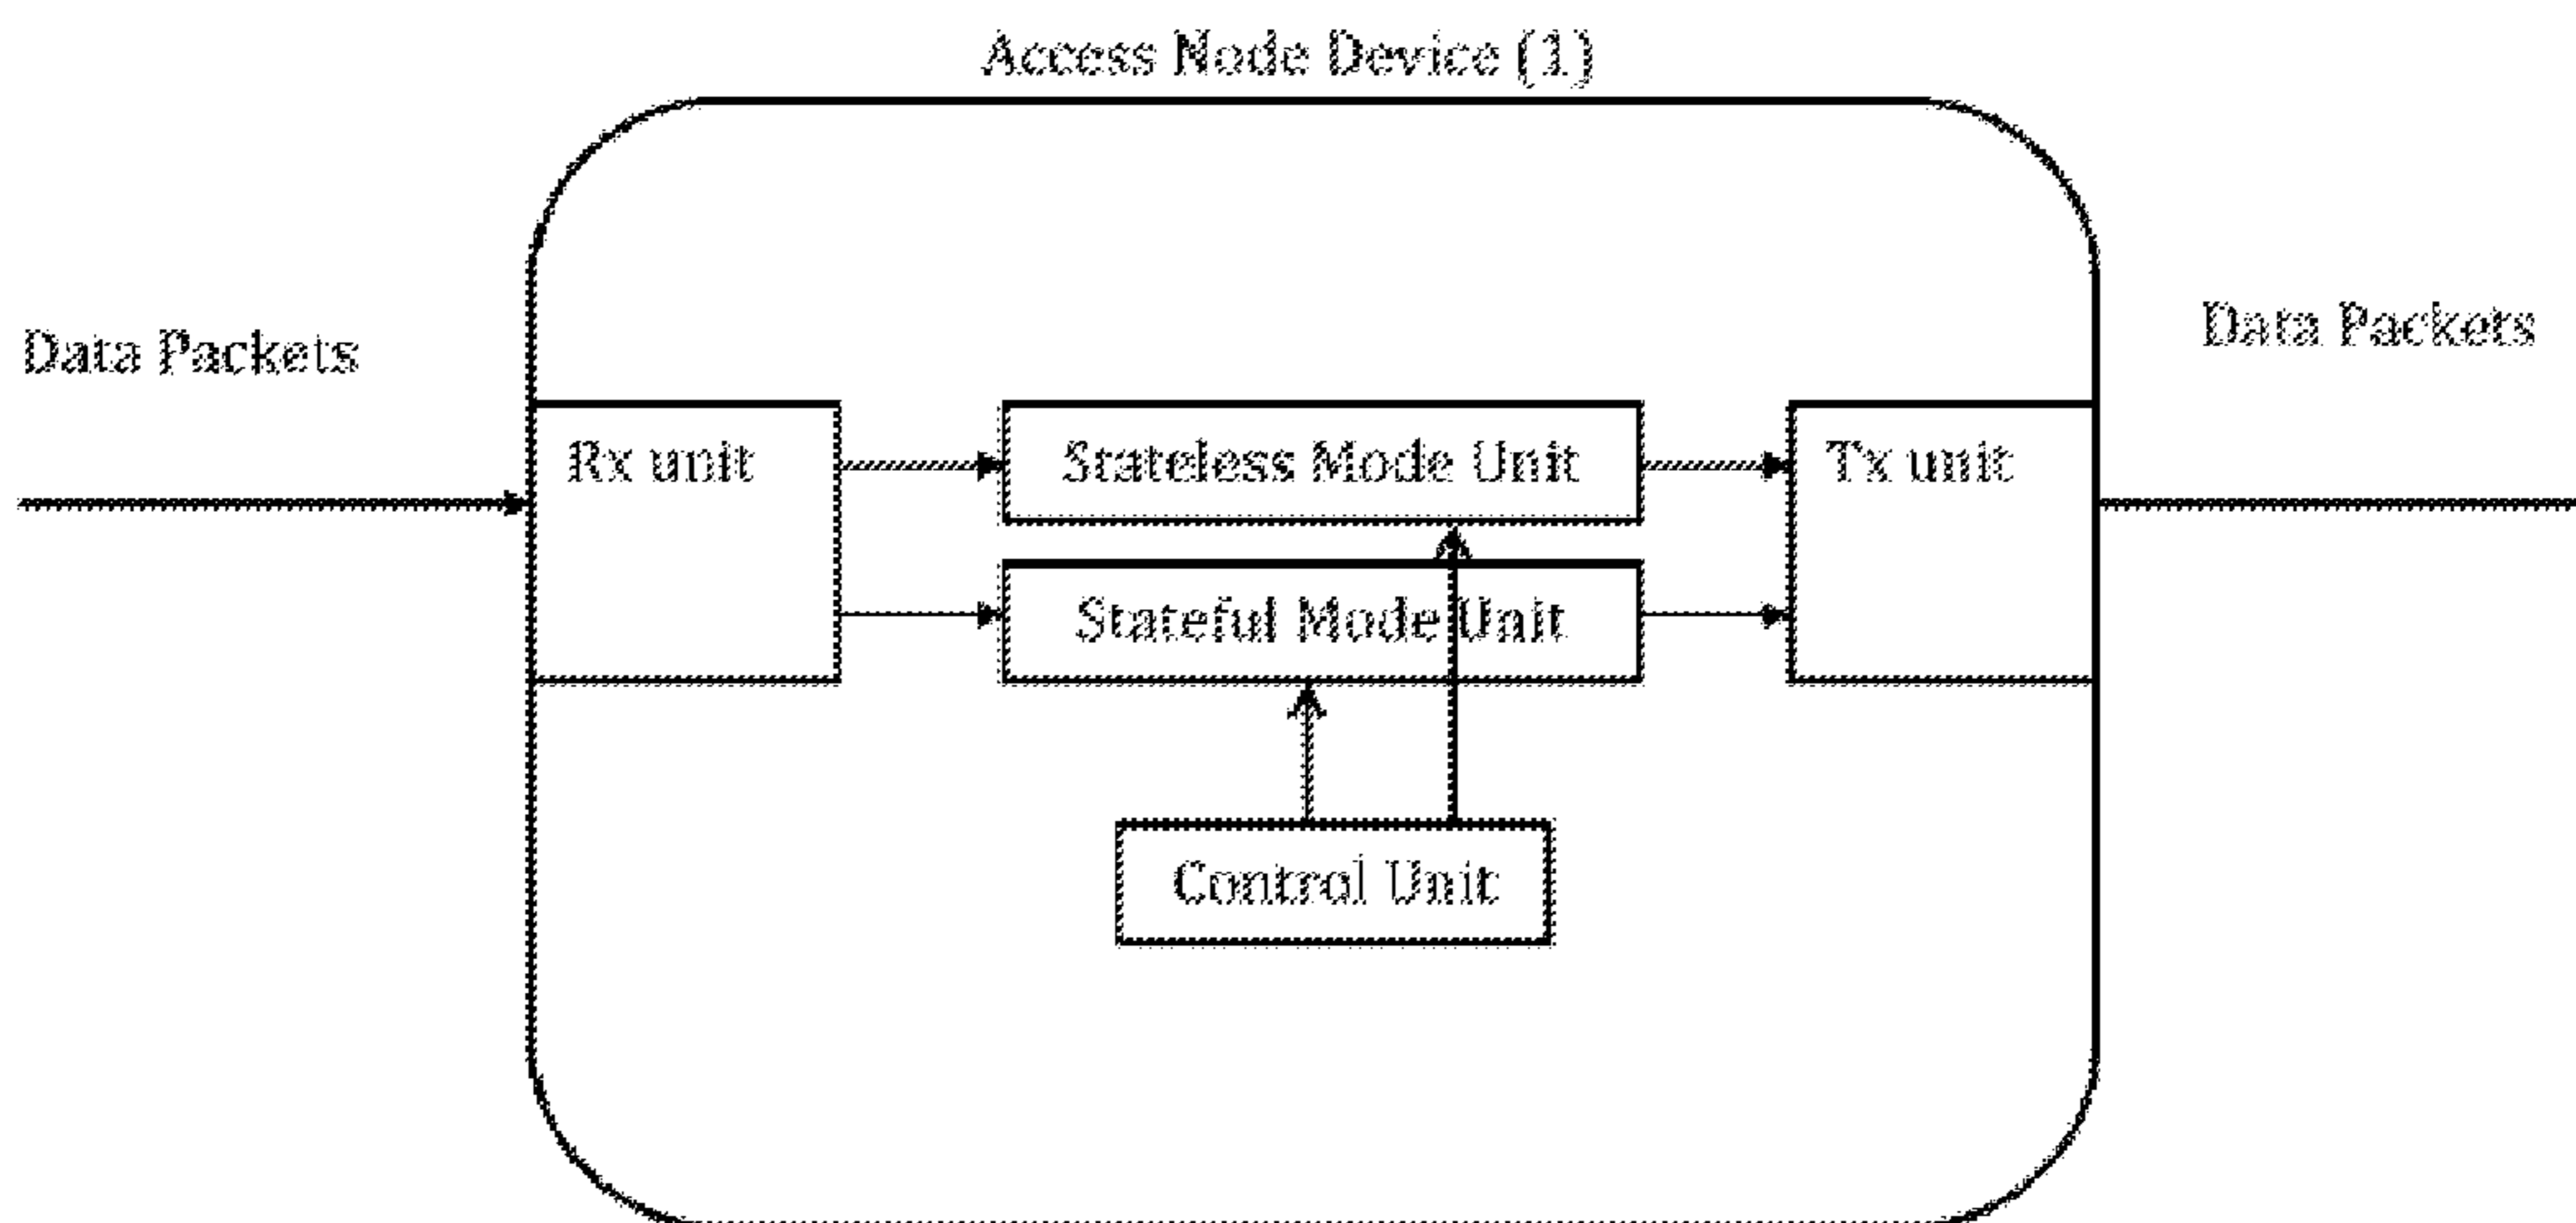 Access Node Device (1)
Data Packets
Data Packets
Rx unit
Stateless Mode Unit
Tx unit
Stateful Mode Unit
Control Unit